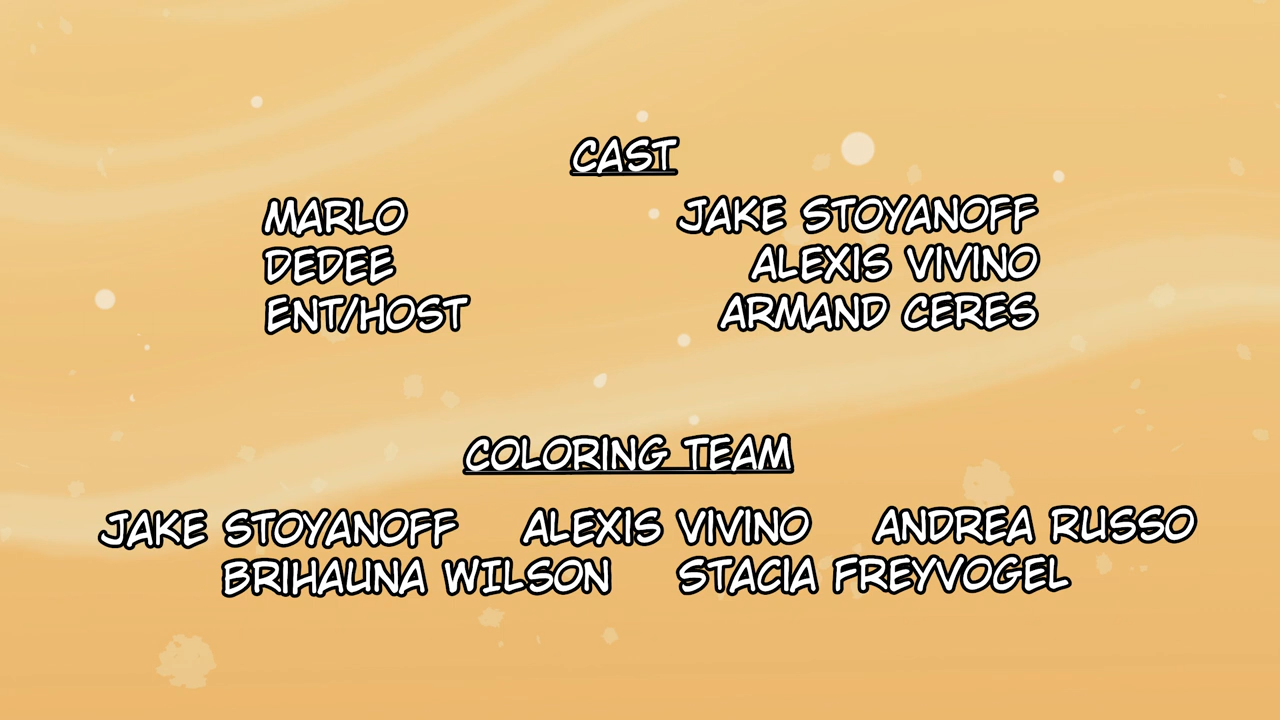 CAST
MARLO JAKE STOYANOFF
DEDEE ALEXIS VIVINO
ENT/HOST ARMAND CERES
COLORING TEAM
JAKE STOYANOFF ALEXIS VIVINO ANDREA RUSSO
BRIHAUNA WILSON STACIA FREYVOGEL